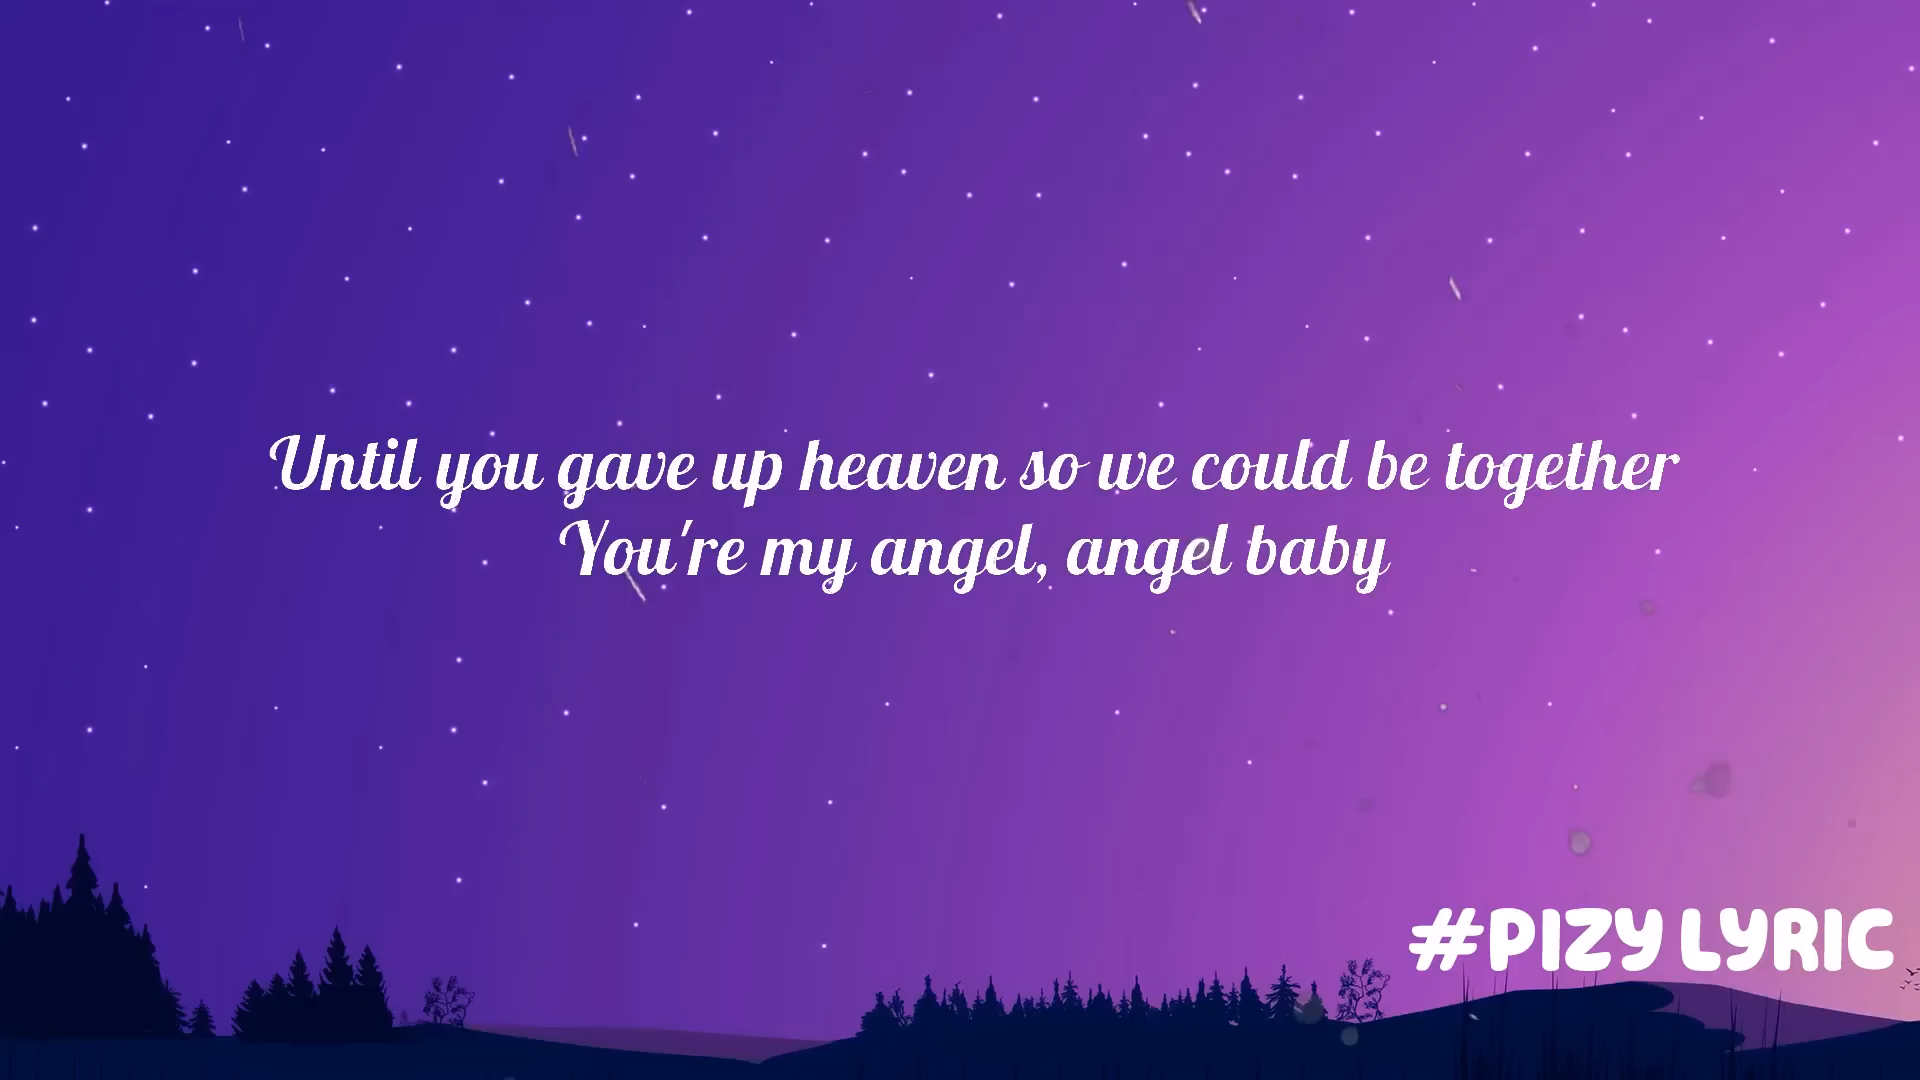 Until you gave up heaven so we could be together
You're my angel, angel baby
#PIZY LYRIC